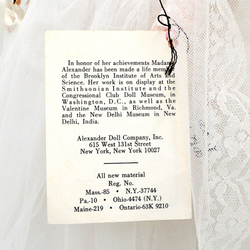 In honor of her achievements Madame
Alexander has been made a life member
of the Brooklyn Institute of Arts and
Science. Her work is on display at the
Smithsonian Institute and the
Congressional Club Doll Museum, in
Washington, D.C., as well as the
Valentine Museum in Richmond, Va.
and the New Delhi Museum in New
Delhi, India.
Alexander Doll Company, Inc.
615 West 131st Street
New York, New York 10027
All new material
Reg. No.
Mass.-85 • N.Y.-37744
Pa.-10 • Ohio-4474 (N.Y.)
Maine-219 • Ontario-63K 9210